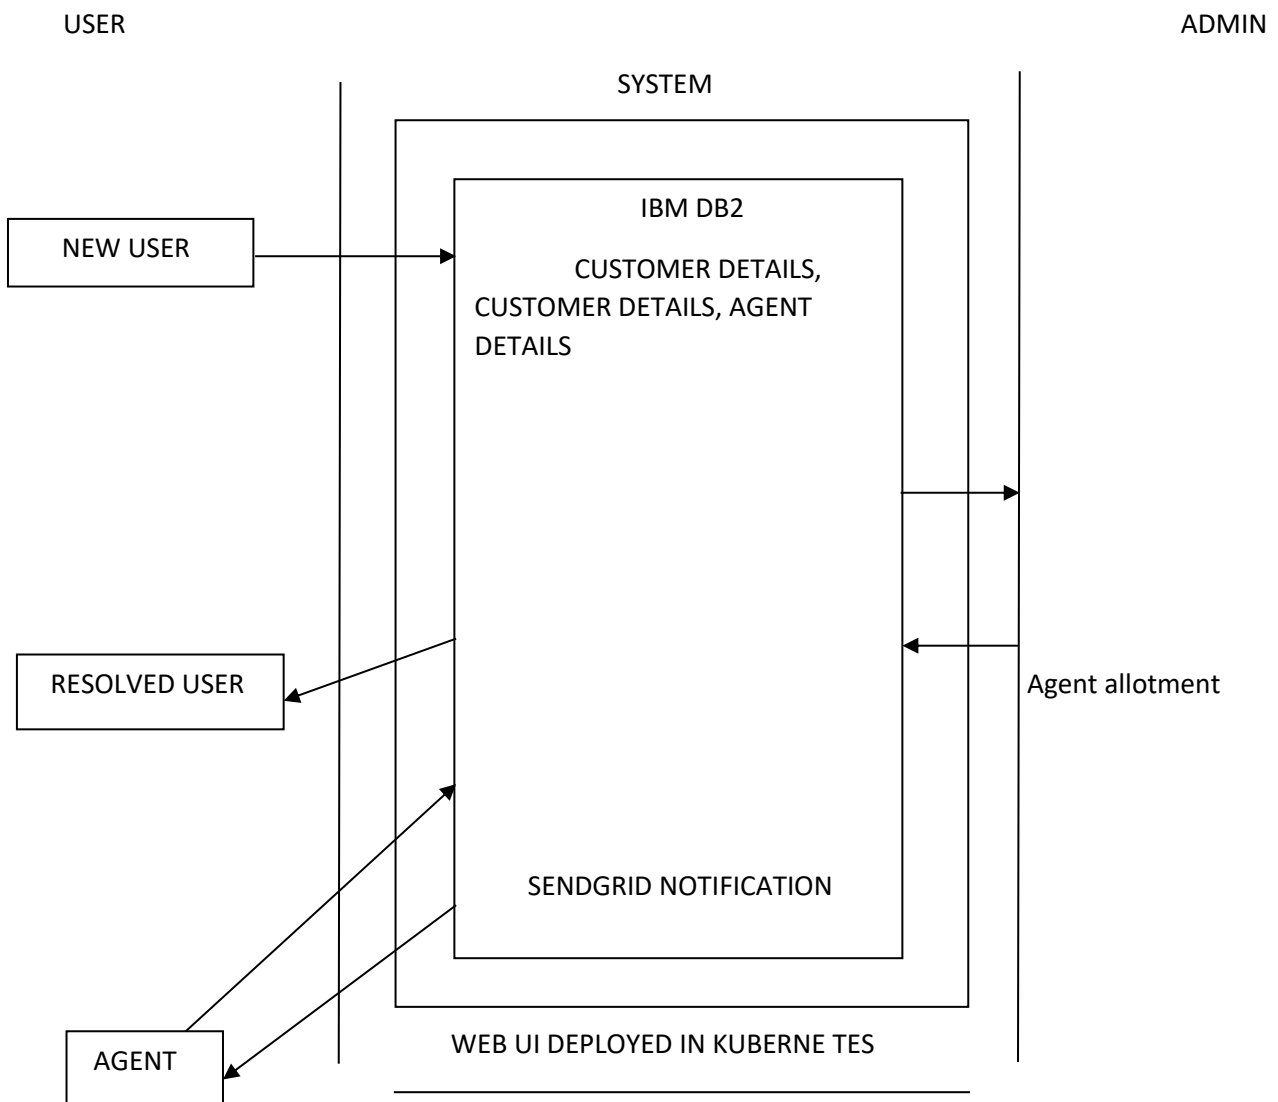 USER
ADMIN
SYSTEM
IBM DB2
NEW USER
CUSTOMER DETAILS,
CUSTOMER DETAILS, AGENT
DETAILS
RESOLVED USER
Agent allotment
SENDGRID NOTIFICATION
WEB UI DEPLOYED IN KUBERNE TES
AGENT